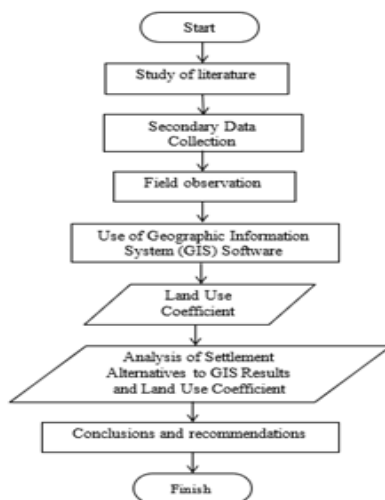 Start
Study of literature
Secondary Data
Collection
Field observation
Use of Geographic Information
System (GIS) Software
Land Use
Coefficient
Analysis of Settlement
Alternatives to GIS Results
and Land Use Coefficient
Conclusions and recommendations
Finish